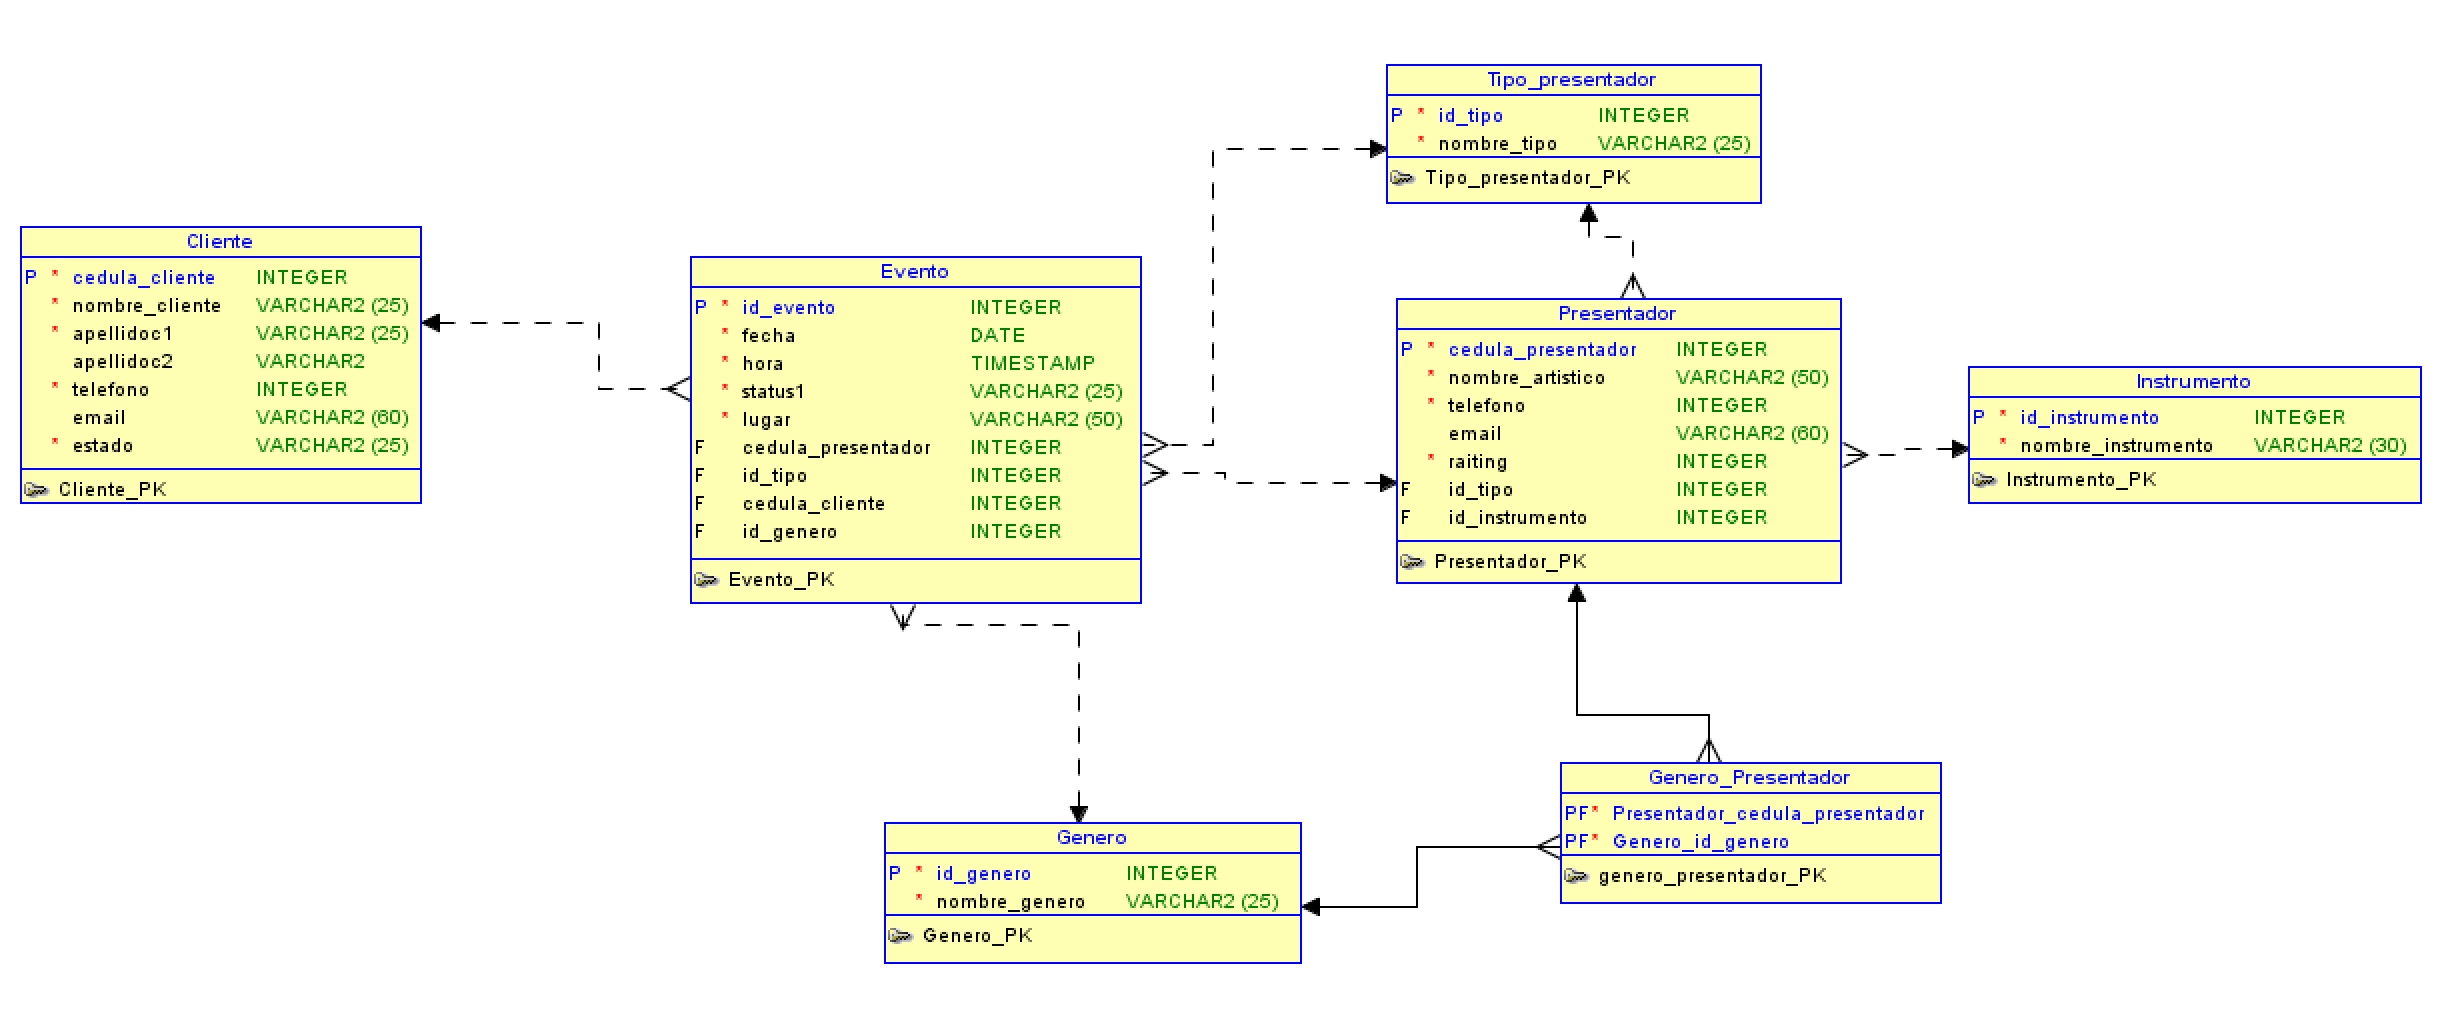 Tipo_presentador
P * id_tipo INTEGER
* nombre_tipo VARCHAR2 (25)
Tipo_presentador_PK
Cliente
P * cedula_cliente INTEGER
* nombre_cliente VARCHAR2 (25)
* apellidoc1 VARCHAR2 (25)
apellidoc2 VARCHAR2
* telefono INTEGER
email VARCHAR2 (60)
* estado VARCHAR2 (25)
Cliente_PK
Evento
P * id_evento INTEGER
* fecha DATE
* hora TIMESTAMP
* status1 VARCHAR2 (25)
* lugar VARCHAR2 (50)
F cedula_presentador INTEGER
F id_tipo INTEGER
F cedula_cliente INTEGER
F id_genero INTEGER
Evento_PK
Presentador
P * cedula_presentador INTEGER
* nombre_artistico VARCHAR2 (50)
* telefono INTEGER
email VARCHAR2 (60)
* raiting INTEGER
F id_tipo INTEGER
F id_instrumento INTEGER
Presentador_PK
Instrumento
P * id_instrumento INTEGER
* nombre_instrumento VARCHAR2 (30)
Instrumento_PK
Genero_Presentador
PF* Presentador_cedula_presentador
PF* Genero_id_genero
genero_presentador_PK
Genero
P * id_genero INTEGER
* nombre_genero VARCHAR2 (25)
Genero_PK